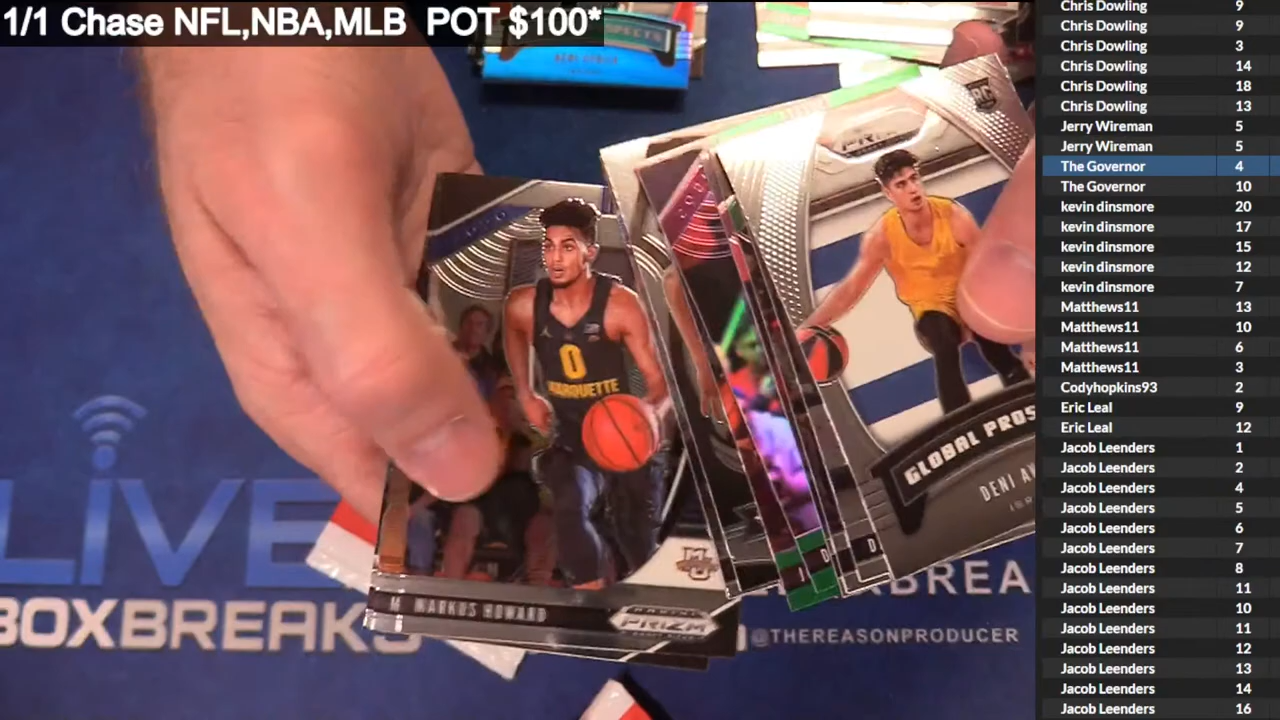 1/1 Chase NFL,NBA,MLB POT $100*
Chris Dowling 9
Chris Dowling 9
Chris Dowling 3
Chris Dowling 14
Chris Dowling 18
Chris Dowling 13
Jerry Wireman 5
Jerry Wireman 5
The Governor 4
The Governor 10
kevin dinsmore 20
kevin dinsmore 17
kevin dinsmore 15
kevin dinsmore 12
kevin dinsmore 7
Matthews11 13
Matthews11 10
Matthews11 6
Matthews11 3
Codyhopkins93 2
Eric Leal 9
Eric Leal 12
Jacob Leenders 1
Jacob Leenders 2
Jacob Leenders 4
Jacob Leenders 5
Jacob Leenders 6
Jacob Leenders 7
Jacob Leenders 8
Jacob Leenders 11
Jacob Leenders 10
Jacob Leenders 11
Jacob Leenders 12
Jacob Leenders 13
Jacob Leenders 14
Jacob Leenders 16
PRIZM
RC
0
MARQUETTE
GLOBAL PROS
DENI AV
MARKUS HOWARD
PANINI
PRIZM
LIVE
BOXBREAKS
XBREA
@THEREASONPRODUCER